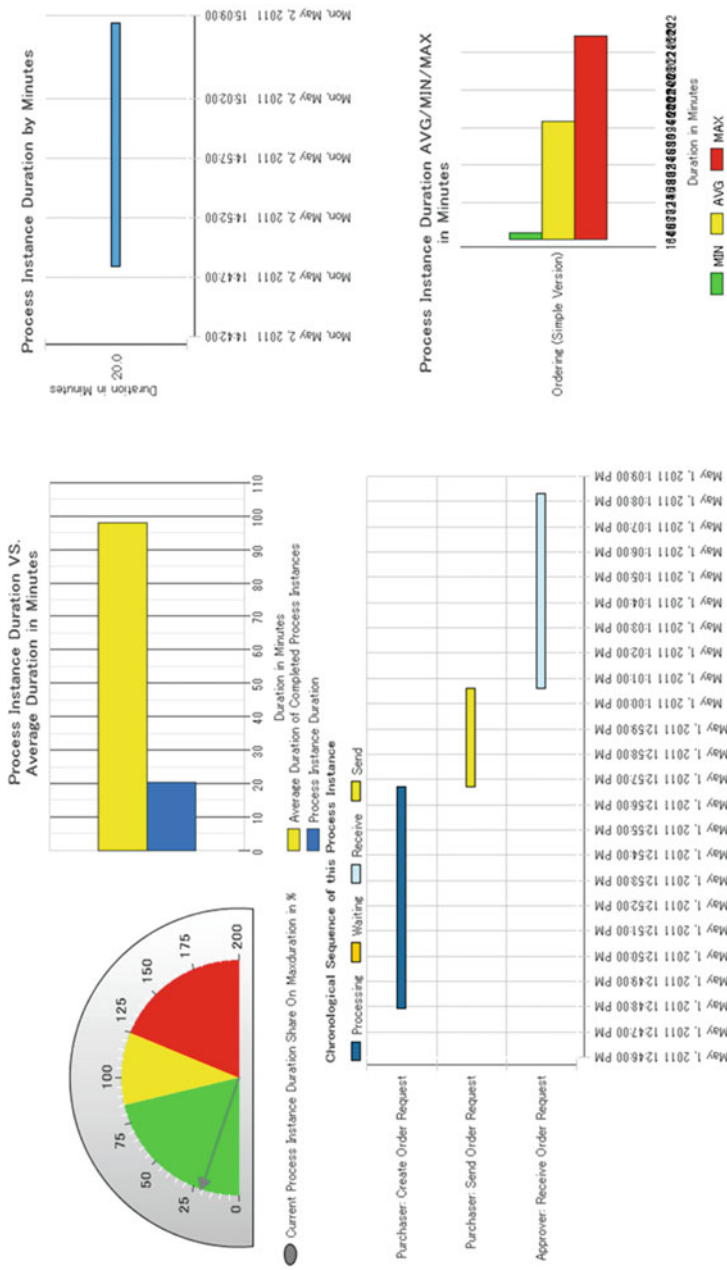 Process Instance Duration VS.
Average Duration in Minutes
0
25
50
75
100
125
150
175
200
Current Process Instance Duration Share On Maxduration in %
0
10
20
30
40
50
60
70
80
90
100
110
Duration in Minutes
Average Duration of Completed Process Instances
Process Instance Duration
Process Instance Duration by Minutes
Duration in Minutes
20.0
Mon, May 2, 2011 14:42:00
Mon, May 2, 2011 14:47:00
Mon, May 2, 2011 14:52:00
Mon, May 2, 2011 14:57:00
Mon, May 2, 2011 15:02:00
Mon, May 2, 2011 15:09:00
Chronological Sequence of this Process Instance
Processing
Waiting
Receive
Send
Purchaser: Create Order Request
Purchaser: Send Order Request
Approver: Receive Order Request
May 1, 2011 12:46:00 PM
May 1, 2011 12:47:00 PM
May 1, 2011 12:48:00 PM
May 1, 2011 12:49:00 PM
May 1, 2011 12:50:00 PM
May 1, 2011 12:51:00 PM
May 1, 2011 12:52:00 PM
May 1, 2011 12:53:00 PM
May 1, 2011 12:54:00 PM
May 1, 2011 12:55:00 PM
May 1, 2011 12:56:00 PM
May 1, 2011 12:57:00 PM
May 1, 2011 12:58:00 PM
May 1, 2011 12:59:00 PM
May 1, 2011 1:00:00 PM
May 1, 2011 1:01:00 PM
May 1, 2011 1:02:00 PM
May 1, 2011 1:03:00 PM
May 1, 2011 1:04:00 PM
May 1, 2011 1:05:00 PM
May 1, 2011 1:06:00 PM
May 1, 2011 1:07:00 PM
May 1, 2011 1:08:00 PM
May 1, 2011 1:09:00 PM
Process Instance Duration AVG/MIN/MAX
in Minutes
Ordering (Simple Version)
Duration in Minutes
MIN
AVG
MAX